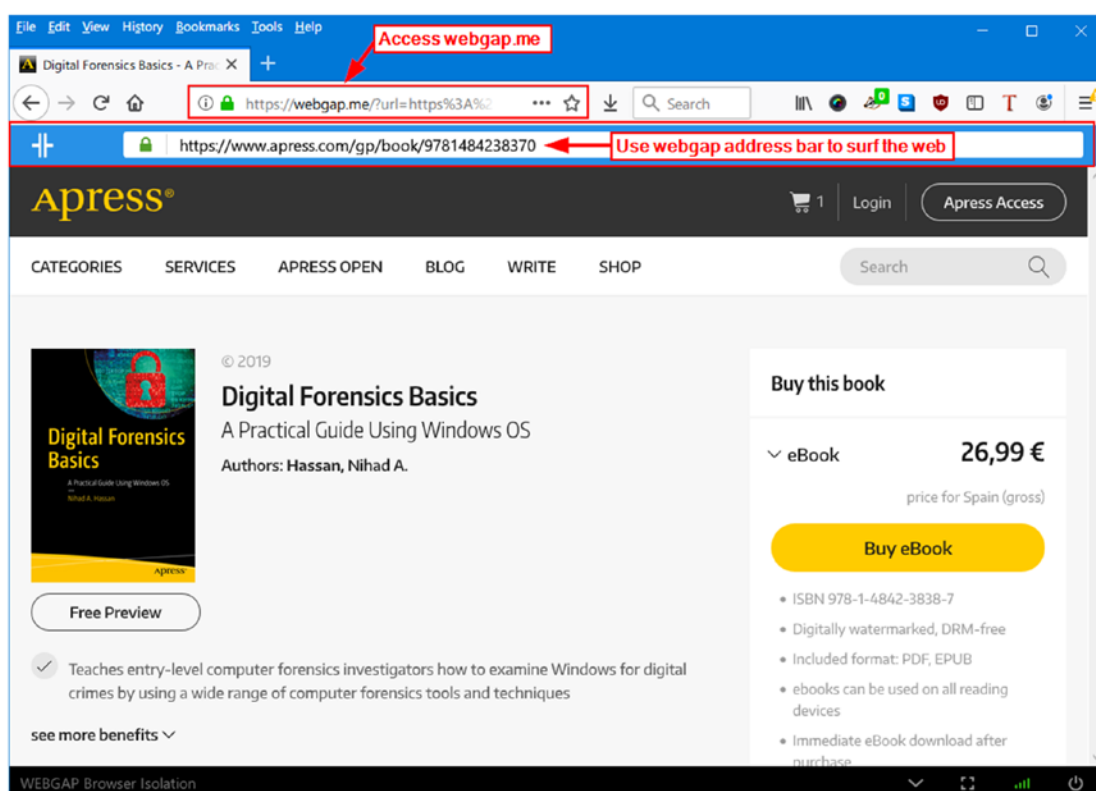 File Edit View History Bookmarks Tools Help
Access webgap.me
Digital Forensics Basics - A Prac
https://webgap.me/?url=https%3A%2
Search
0
S
T
https://www.apress.com/gp/book/9781484238370
Use webgap address bar to surf the web
Apress®
1 Login Apress Access
CATEGORIES SERVICES APRESS OPEN BLOG WRITE SHOP
Search
© 2019
Digital Forensics Basics
A Practical Guide Using Windows OS
Authors: Hassan, Nihad A.
Digital Forensics
Basics
A Practical Guide Using Windows OS
Nihad A. Hassan
Apress®
Free Preview
Teaches entry-level computer forensics investigators how to examine Windows for digital
crimes by using a wide range of computer forensics tools and techniques
see more benefits
Buy this book
eBook 26,99 €
price for Spain (gross)
Buy eBook
• ISBN 978-1-4842-3838-7
• Digitally watermarked, DRM-free
• Included format: PDF, EPUB
• ebooks can be used on all reading
devices
• Immediate eBook download after
purchase
WEBGAP Browser Isolation